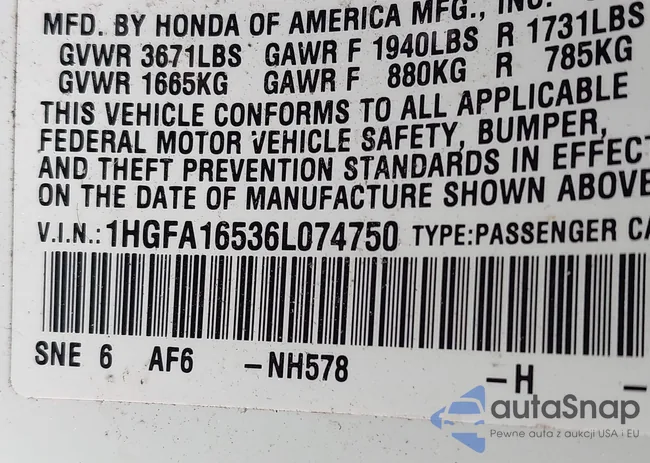 MFD. BY HONDA OF AMERICA MFG., INC.
GVWR 3671LBS GAWR F 1940LBS R 1731LBS
GVWR 1665KG GAWR F 880KG R 785KG
THIS VEHICLE CONFORMS TO ALL APPLICABLE
FEDERAL MOTOR VEHICLE SAFETY, BUMPER,
AND THEFT PREVENTION STANDARDS IN EFFECT
ON THE DATE OF MANUFACTURE SHOWN ABOVE
V.I.N.: 1HGFA16536L074750 TYPE:PASSENGER CA
SNE 6 AF6 -NH578 -H -
autaSnap
Pewne auta z aukcji USA i EU